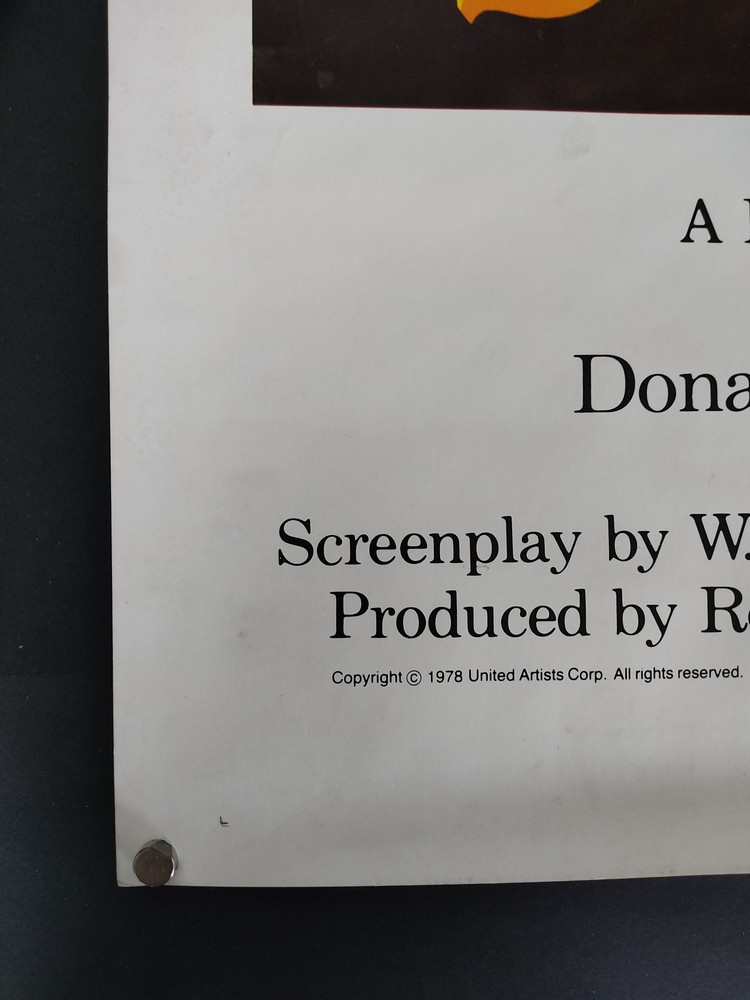 A
Dona
Screenplay by W.
Produced by R
Copyright © 1978 United Artists Corp. All rights reserved.